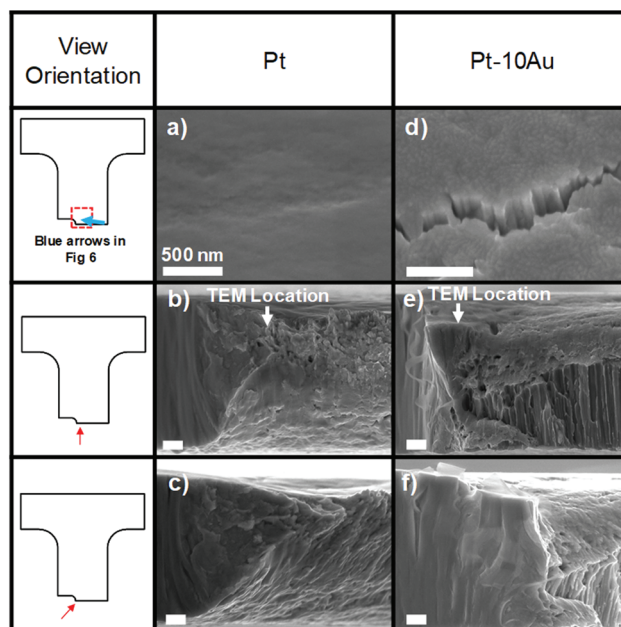 View
Orientation
Pt
Pt-10Au
Blue arrows in
Fig 6
a)
500 nm
d)
b)
TEM Location
e)
TEM Location
c)
f)